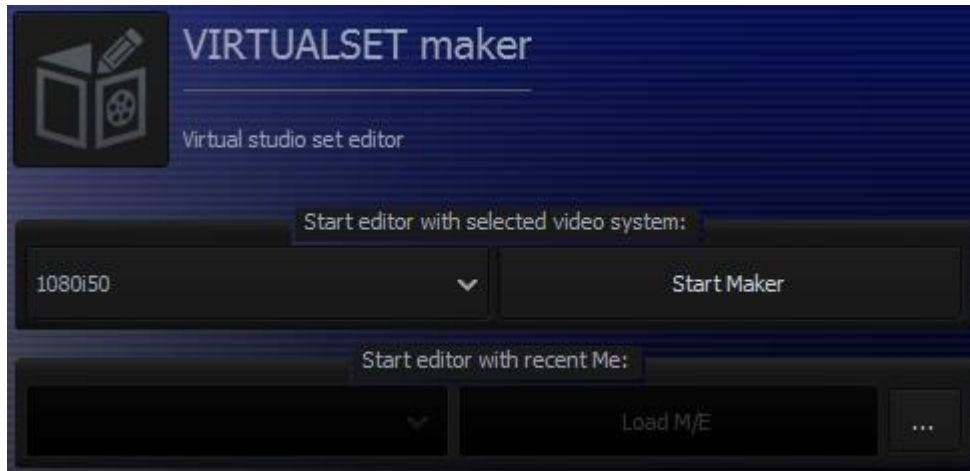 VIRTUALSET maker
Virtual studio set editor
Start editor with selected video system:
1080i50
Start Maker
Start editor with recent Me:
Load M/E
...